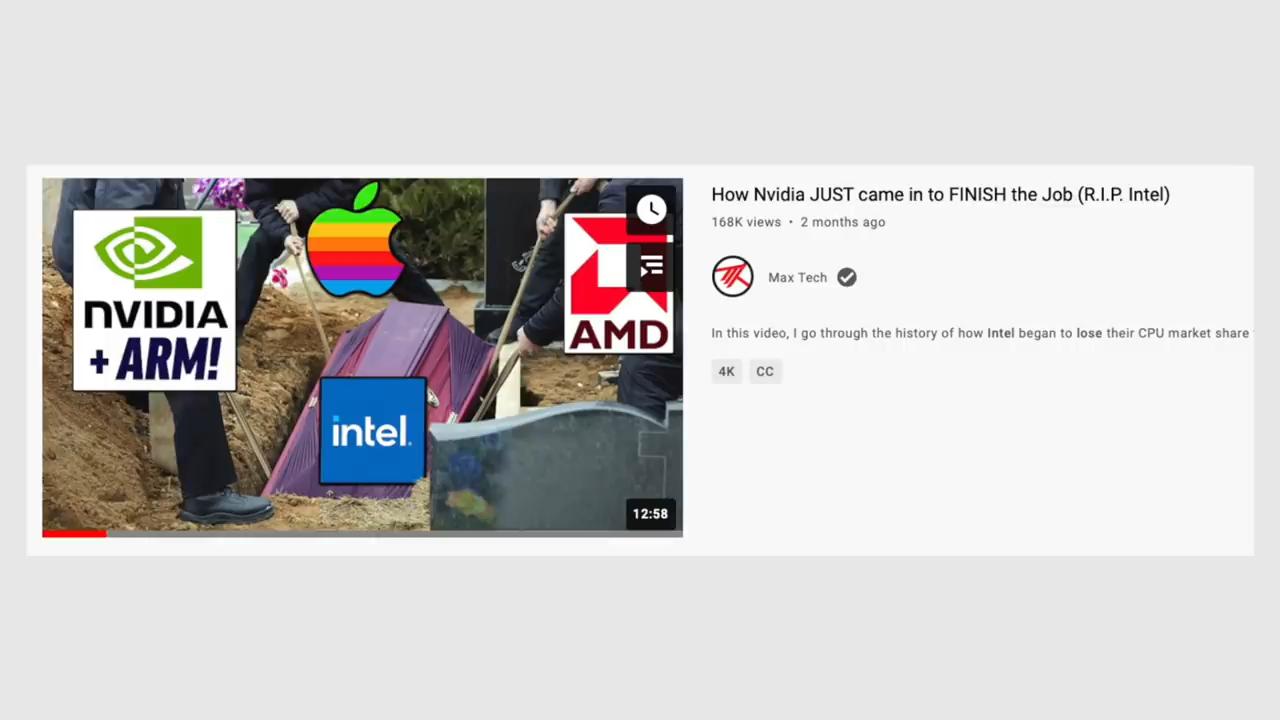 nVIDIA
+ ARM!
AMD
intel.
12:58
How Nvidia JUST came in to FINISH the Job (R.I.P. Intel)
168K views • 2 months ago
Max Tech
In this video, I go through the history of how Intel began to lose their CPU market share
4K CC